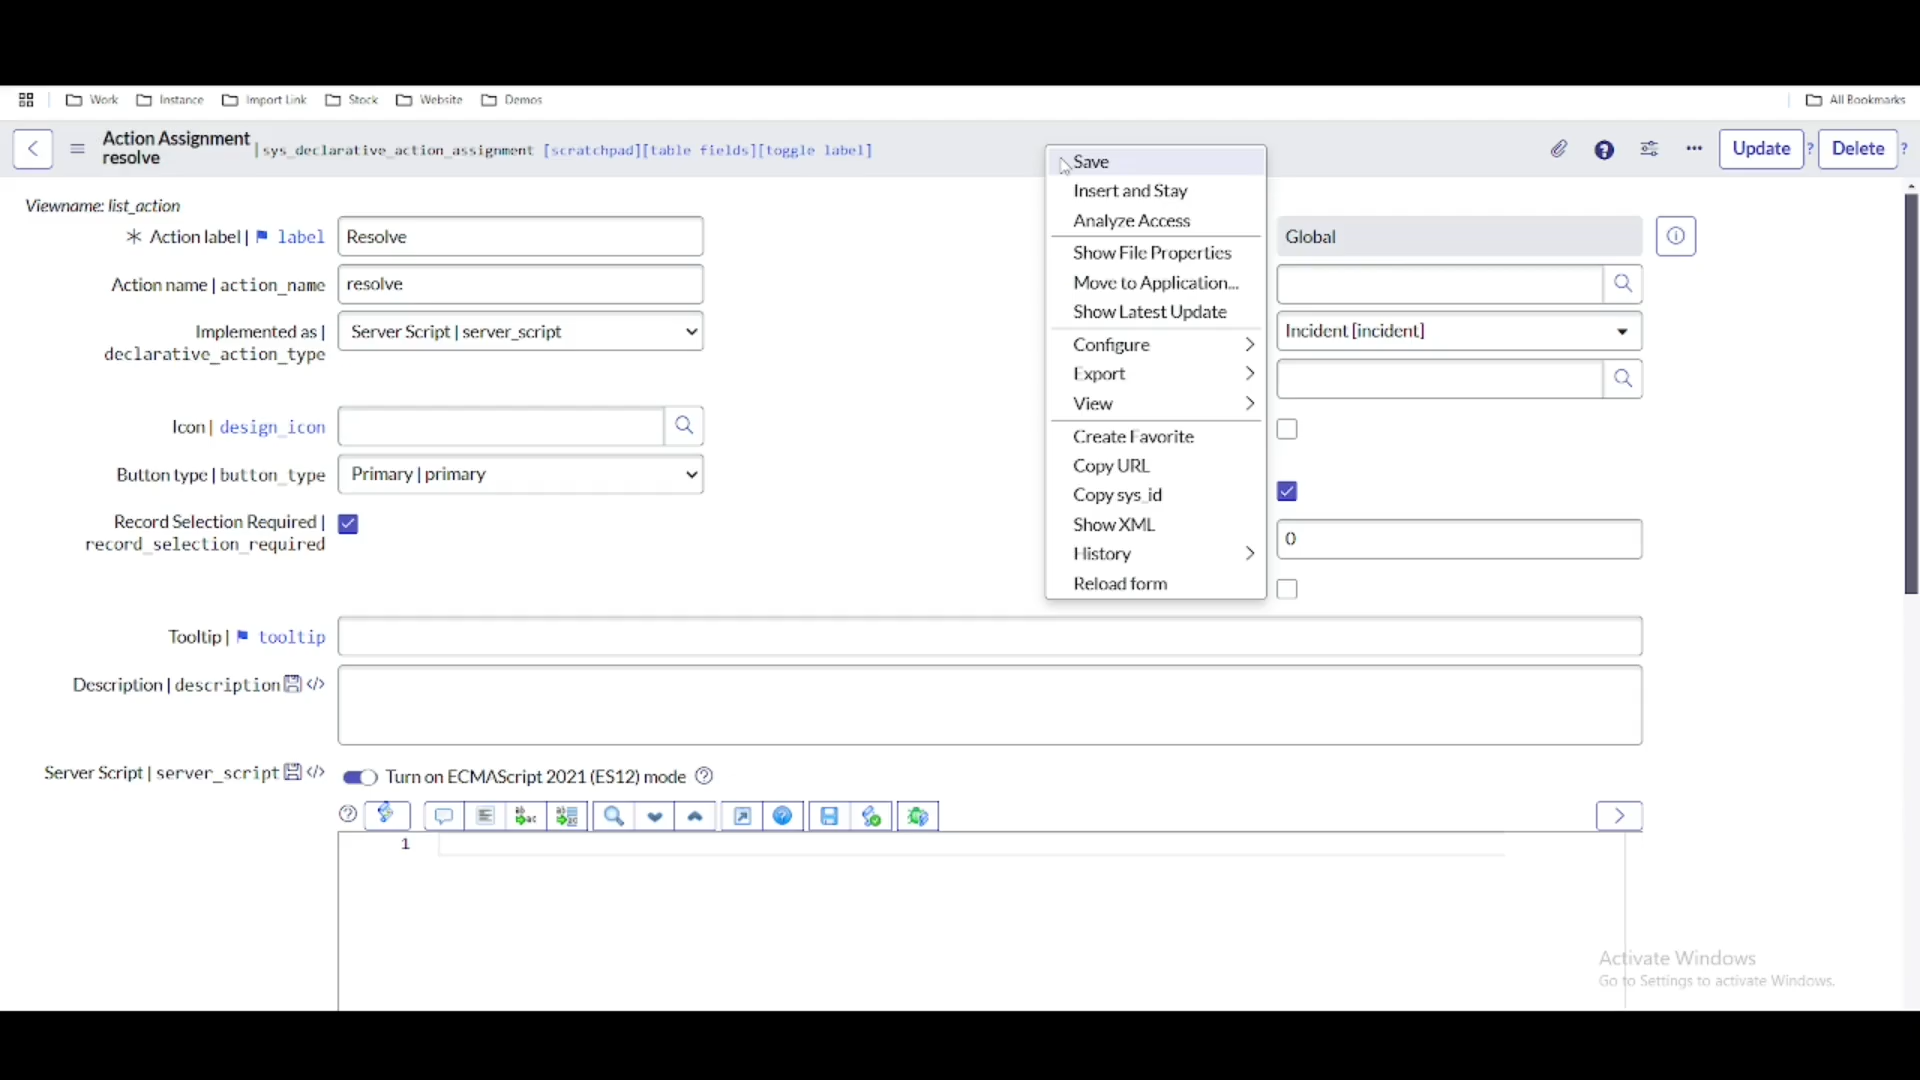 Work Instance Import Link Stock Website Demos All Bookmarks
Action Assignment
resolve
|sys_declarative_action_assignment [scratchpad][table fields][toggle label]
Update ? Delete ?
Save
Insert and Stay
Analyze Access
Show File Properties
Move to Application...
Show Latest Update
Configure
Export
View
Create Favorite
Copy URL
Copy sys_id
Show XML
History
Reload form
Viewname: list_action
Action label | label Resolve
Global
Action name | action_name resolve
Implemented as |
declarative_action_type
Server Script | server_script
Incident [incident]
Icon | design_icon
Button type | button_type Primary | primary
Record Selection Required |
record_selection_required
0
Tooltip | tooltip
Description | description </>
Server Script | server_script </> Turn on ECMAScript 2021 (ES12) mode
1
Activate Windows
Go to Settings to activate Windows.